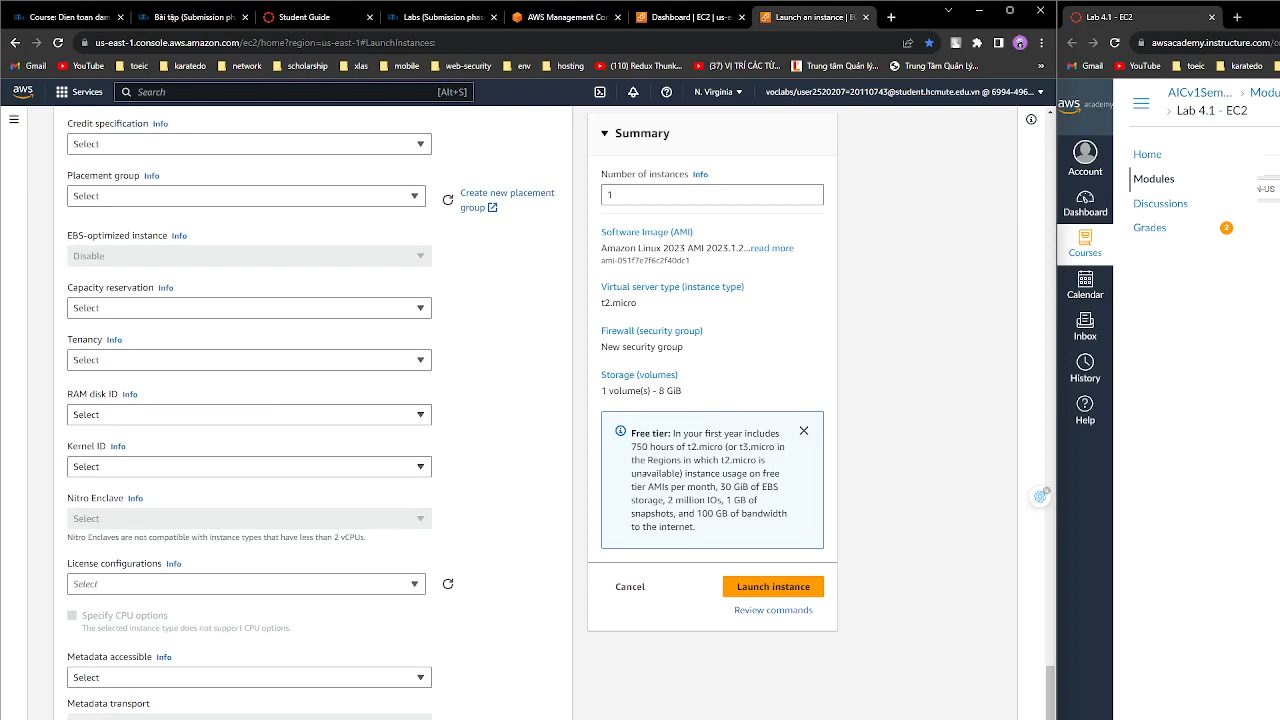 Course: Dien toan dam
Bài tập (Submission ph
Student Guide
Labs (Submission phas
AWS Management Con
Dashboard | EC2 | us-e
Launch an instance | EC
Lab 4.1 - EC2
us-east-1.console.aws.amazon.com/ec2/home?region=us-east-1#LaunchInstances:
awsacademy.instructure.com/c
Gmail
YouTube
toeic
karatedo
network
scholarship
xlas
mobile
web-security
env
hosting
(110) Redux Thunk...
(37) VỊ TRÍ CÁC TỪ...
Trung tâm Quản lý...
Trung Tâm Quản Lý...
»
Gmail
YouTube
toeic
karatedo
aws
Services
Search
[Alt+S]
N. Virginia
voclabs/user2520207=20110743@student.hcmute.edu.vn @ 6994-496...
Credit specification Info
Select
Placement group Info
Select
Create new placement
group
EBS-optimized instance Info
Disable
Capacity reservation Info
Select
Tenancy Info
Select
RAM disk ID Info
Select
Kernel ID Info
Select
Nitro Enclave Info
Select
Nitro Enclaves are not compatible with instance types that have less than 2 vCPUs.
License configurations Info
Select
Specify CPU options
The selected instance type does not support CPU options.
Metadata accessible Info
Select
Metadata transport
Summary
Number of instances Info
1
Software Image (AMI)
Amazon Linux 2023 AMI 2023.1.2...read more
ami-051f7e7f6c2f40dc1
Virtual server type (instance type)
t2.micro
Firewall (security group)
New security group
Storage (volumes)
1 volume(s) - 8 GiB
Free tier: In your first year includes
750 hours of t2.micro (or t3.micro in
the Regions in which t2.micro is
unavailable) instance usage on free
tier AMIs per month, 30 GiB of EBS
storage, 2 million IOs, 1 GB of
snapshots, and 100 GB of bandwidth
to the internet.
Cancel
Launch instance
Review commands
aws academy
Account
Dashboard
Courses
Calendar
Inbox
History
Help
AICv1Sem...
Modu
Lab 4.1 - EC2
Home
Modules
Discussions
Grades
2
N-US